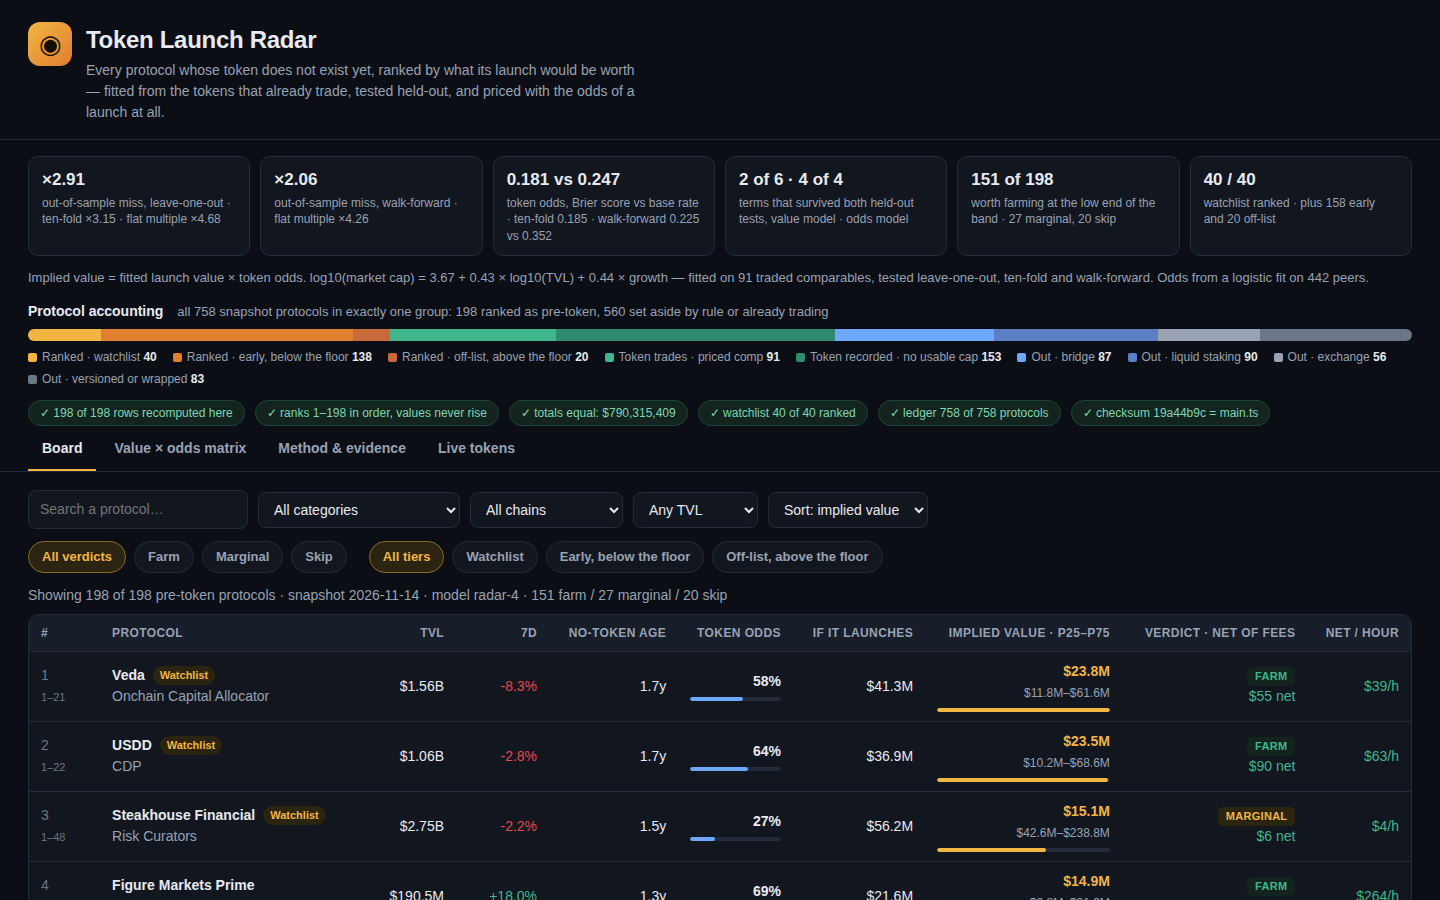 Token Launch Radar
Every protocol whose token does not exist yet, ranked by what its launch would be worth
— fitted from the tokens that already trade, tested held-out, and priced with the odds of a
launch at all.
×2.91
out-of-sample miss, leave-one-out ·
ten-fold ×3.15 · flat multiple ×4.68
×2.06
out-of-sample miss, walk-forward ·
flat multiple ×4.26
0.181 vs 0.247
token odds, Brier score vs base rate
· ten-fold 0.185 · walk-forward 0.225
vs 0.352
2 of 6 · 4 of 4
terms that survived both held-out
tests, value model · odds model
151 of 198
worth farming at the low end of the
band · 27 marginal, 20 skip
40 / 40
watchlist ranked · plus 158 early
and 20 off-list
Implied value = fitted launch value × token odds. log10(market cap) = 3.67 + 0.43 × log10(TVL) + 0.44 × growth — fitted on 91 traded comparables, tested leave-one-out, ten-fold and walk-forward. Odds from a logistic fit on 442 peers.
Protocol accounting all 758 snapshot protocols in exactly one group: 198 ranked as pre-token, 560 set aside by rule or already trading
Ranked · watchlist 40 Ranked · early, below the floor 138 Ranked · off-list, above the floor 20 Token trades · priced comp 91 Token recorded · no usable cap 153 Out · bridge 87 Out · liquid staking 90 Out · exchange 56
Out · versioned or wrapped 83
✓ 198 of 198 rows recomputed here ✓ ranks 1–198 in order, values never rise ✓ totals equal: $790,315,409 ✓ watchlist 40 of 40 ranked ✓ ledger 758 of 758 protocols ✓ checksum 19a44b9c = main.ts
Board Value × odds matrix Method & evidence Live tokens
Search a protocol… All categories All chains Any TVL Sort: implied value
All verdicts Farm Marginal Skip All tiers Watchlist Early, below the floor Off-list, above the floor
Showing 198 of 198 pre-token protocols · snapshot 2026-11-14 · model radar-4 · 151 farm / 27 marginal / 20 skip
# PROTOCOL TVL 7D NO-TOKEN AGE TOKEN ODDS IF IT LAUNCHES IMPLIED VALUE · P25–P75 VERDICT · NET OF FEES NET / HOUR
1 Veda Watchlist $1.56B -8.3% 1.7y 58% $41.3M $23.8M FARM $39/h
1–21 Onchain Capital Allocator $11.8M–$61.6M $55 net
2 USDD Watchlist $1.06B -2.8% 1.7y 64% $36.9M $23.5M FARM $63/h
1–22 CDP $10.2M–$68.6M $90 net
3 Steakhouse Financial Watchlist $2.75B -2.2% 1.5y 27% $56.2M $15.1M MARGINAL $4/h
1–48 Risk Curators $42.6M–$238.8M $6 net
4 Figure Markets Prime $190.5M +18.0% 1.3y 69% $21.6M $14.9M FARM $264/h